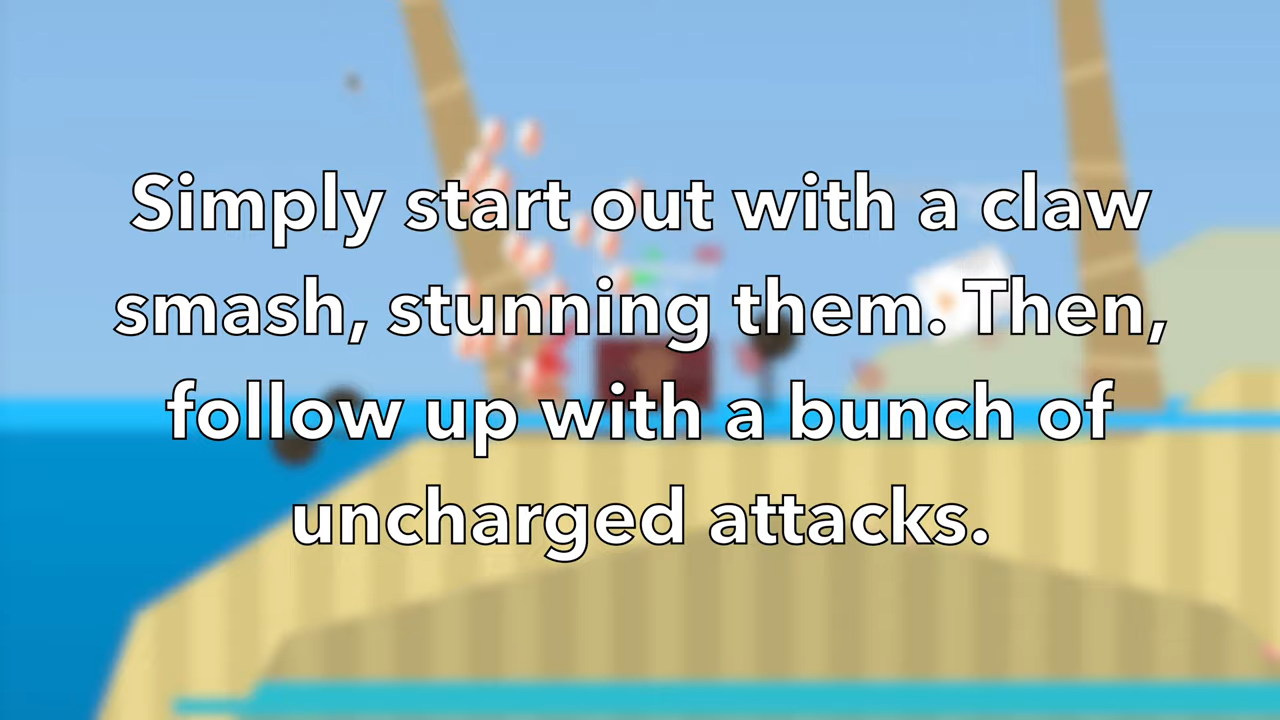 Simply start out with a claw
smash, stunning them. Then,
follow up with a bunch of
uncharged attacks.